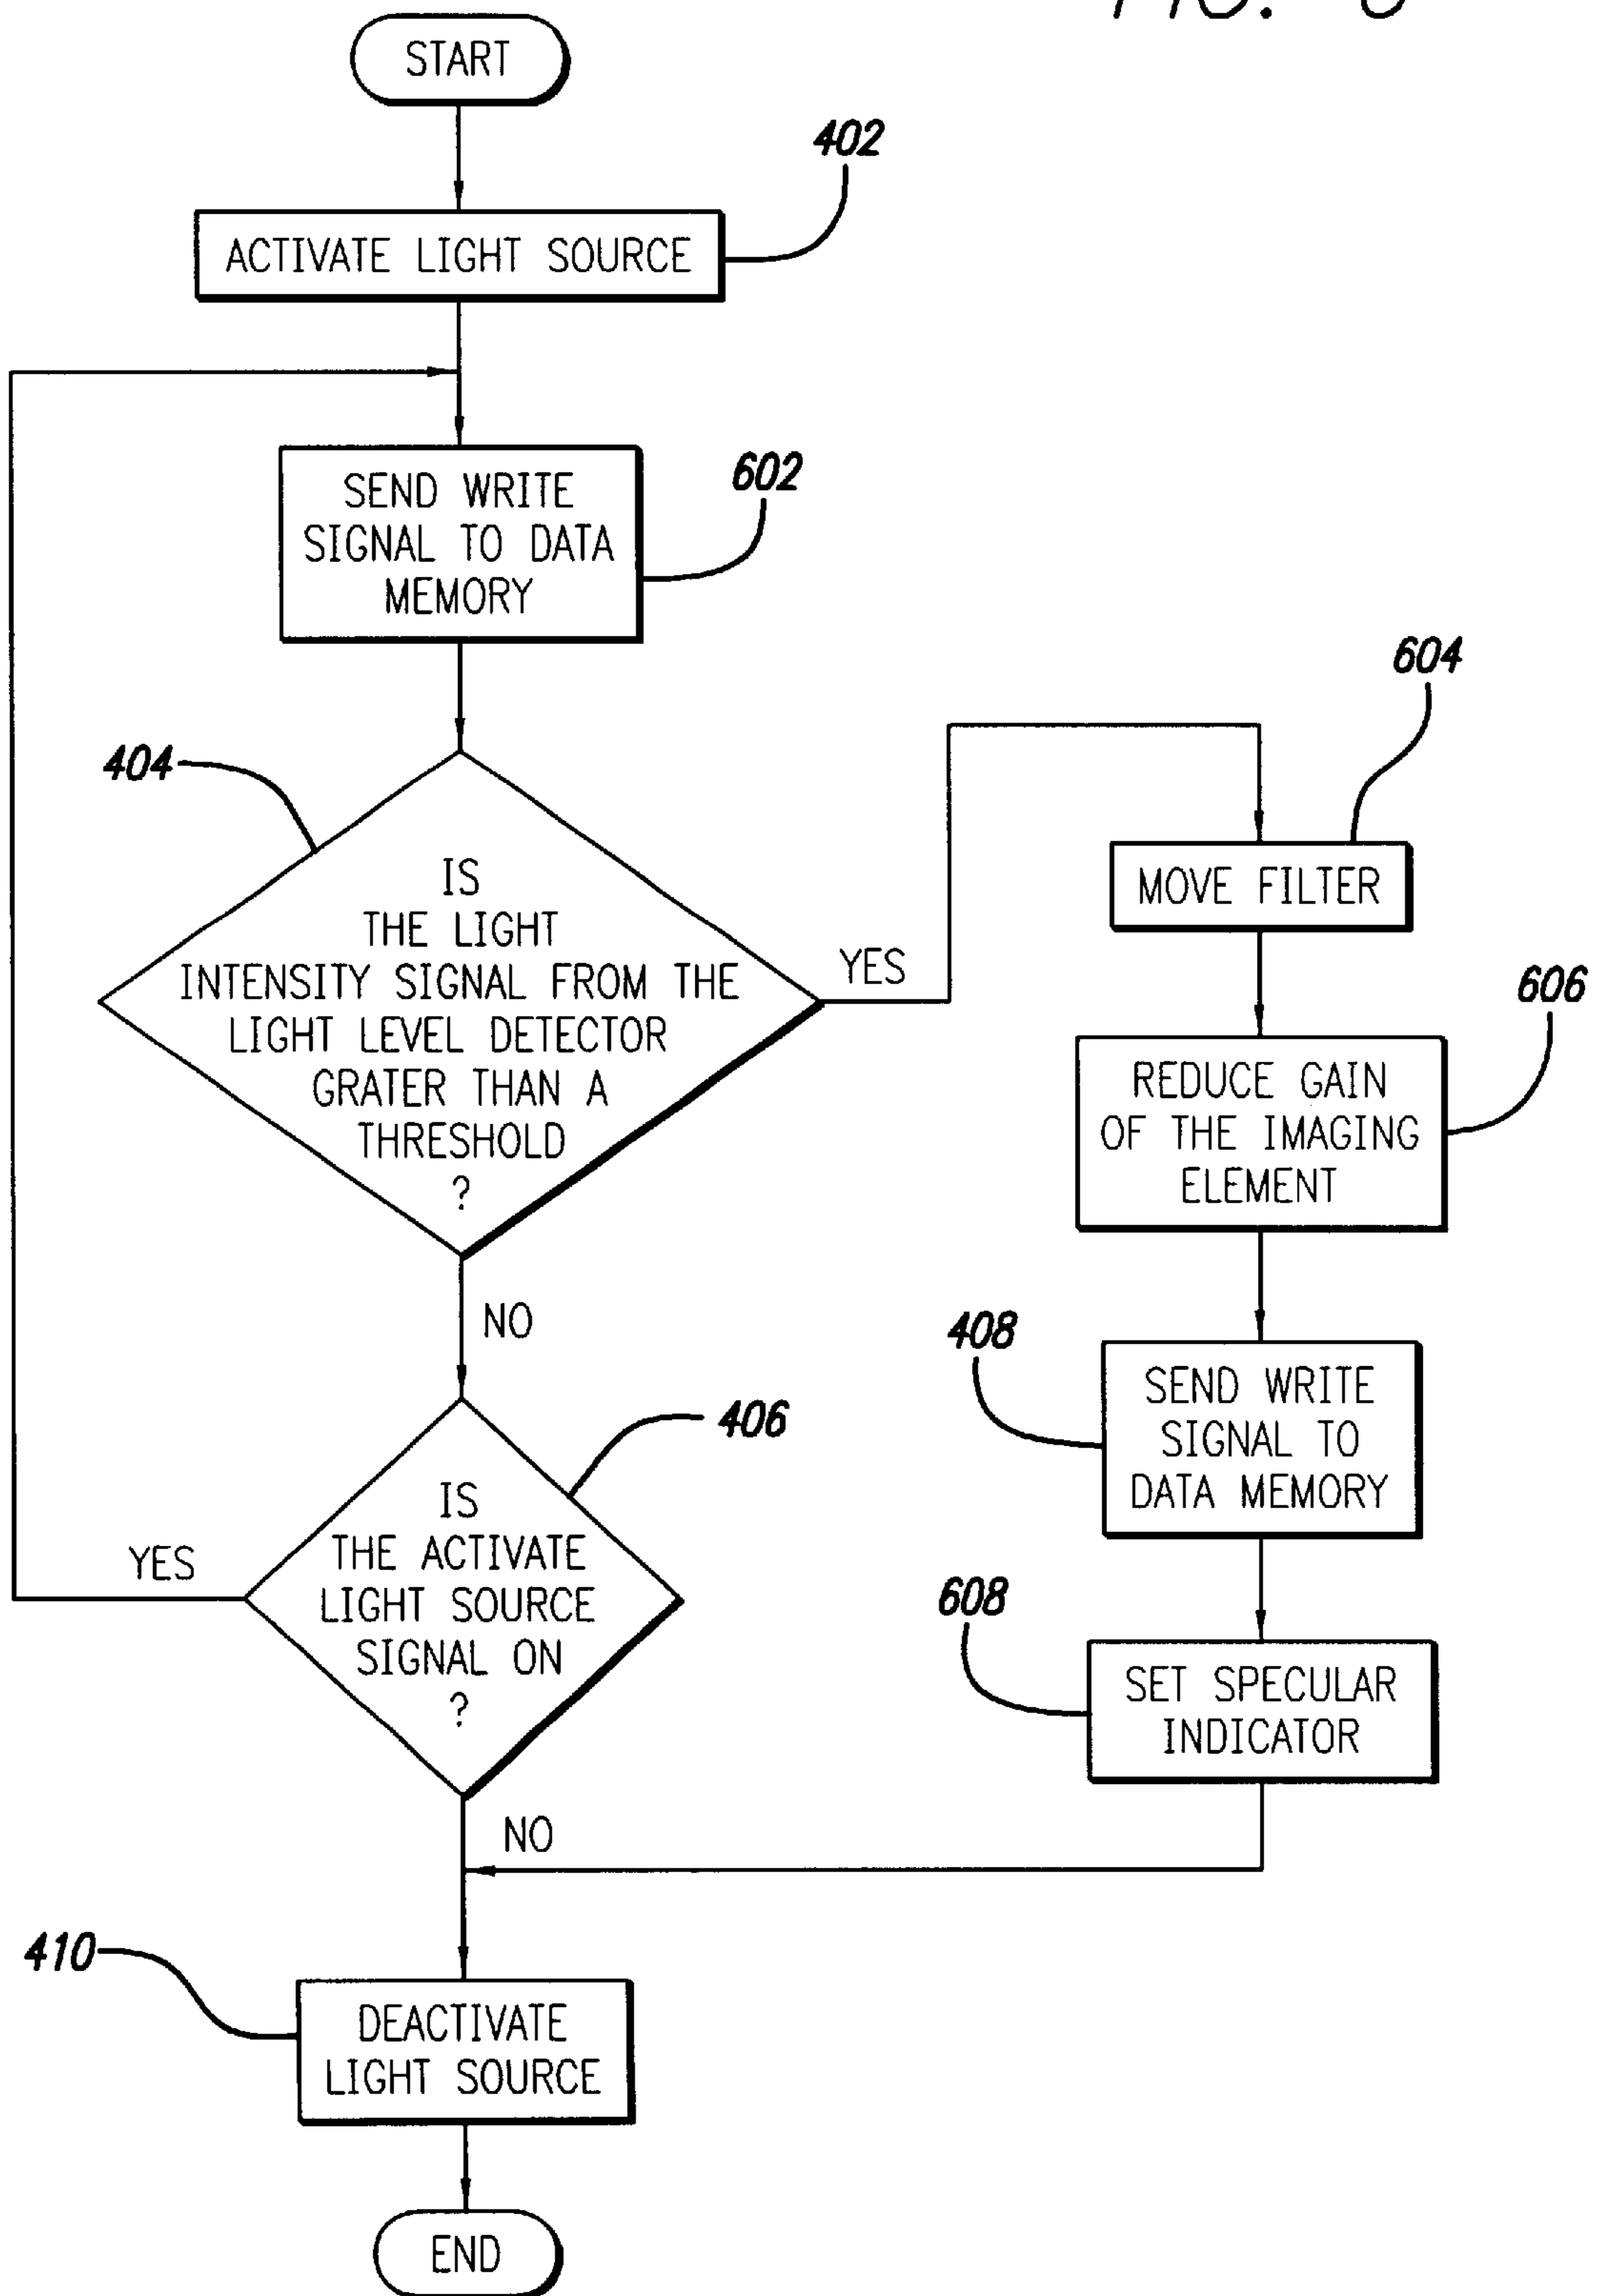 START
402
ACTIVATE LIGHT SOURCE
SEND WRITE
SIGNAL TO DATA
MEMORY
602
404
IS
THE LIGHT
INTENSITY SIGNAL FROM THE
LIGHT LEVEL DETECTOR
GRATER THAN A
THRESHOLD
?
YES
604
MOVE FILTER
606
REDUCE GAIN
OF THE IMAGING
ELEMENT
NO
408
SEND WRITE
SIGNAL TO
DATA MEMORY
406
IS
THE ACTIVATE
LIGHT SOURCE
SIGNAL ON
?
YES
608
SET SPECULAR
INDICATOR
NO
410
DEACTIVATE
LIGHT SOURCE
END